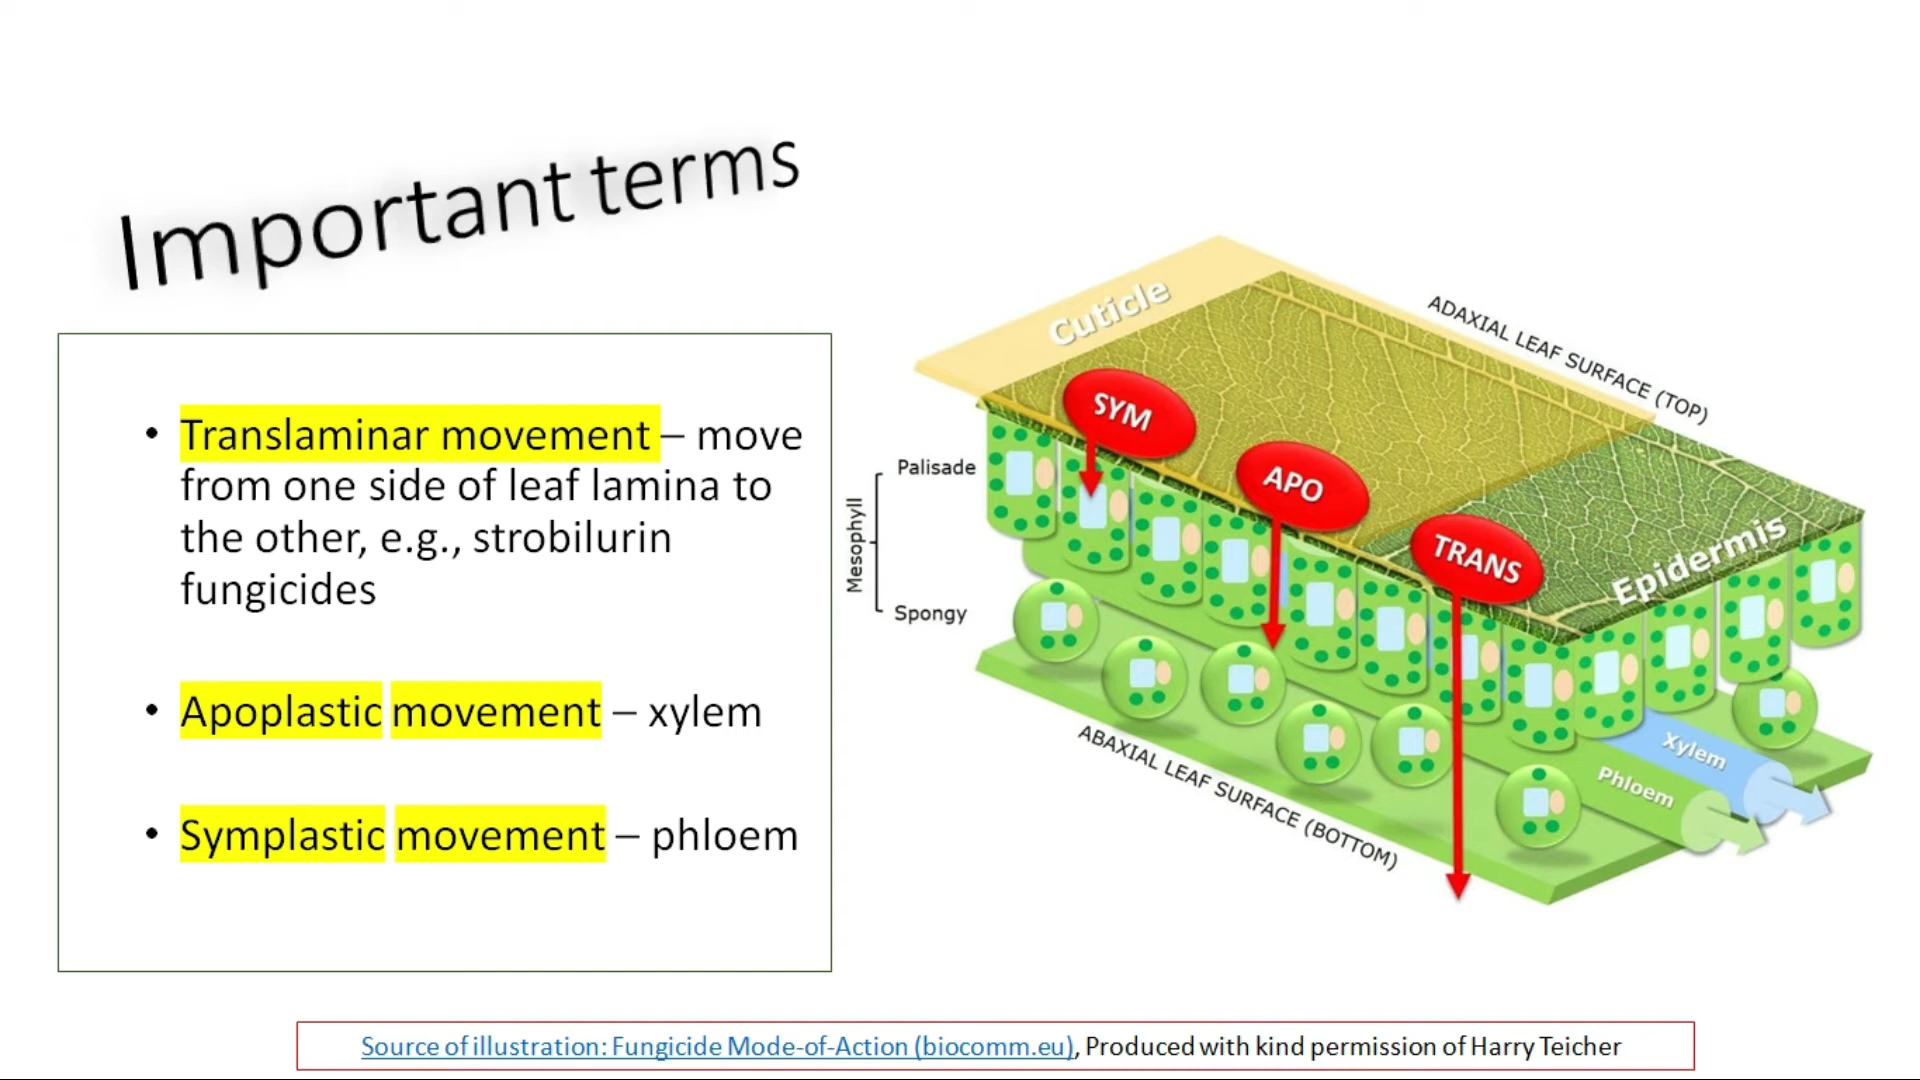 Important terms
• Translaminar movement – move
from one side of leaf lamina to
the other, e.g., strobilurin
fungicides
• Apoplastic movement – xylem
• Symplastic movement – phloem
Cuticle
ADAXIAL LEAF SURFACE (TOP)
SYM
APO
TRANS
Epidermis
Palisade
Mesophyll
Spongy
Xylem
Phloem
ABAXIAL LEAF SURFACE (BOTTOM)
Source of illustration: Fungicide Mode-of-Action (biocomm.eu), Produced with kind permission of Harry Teicher